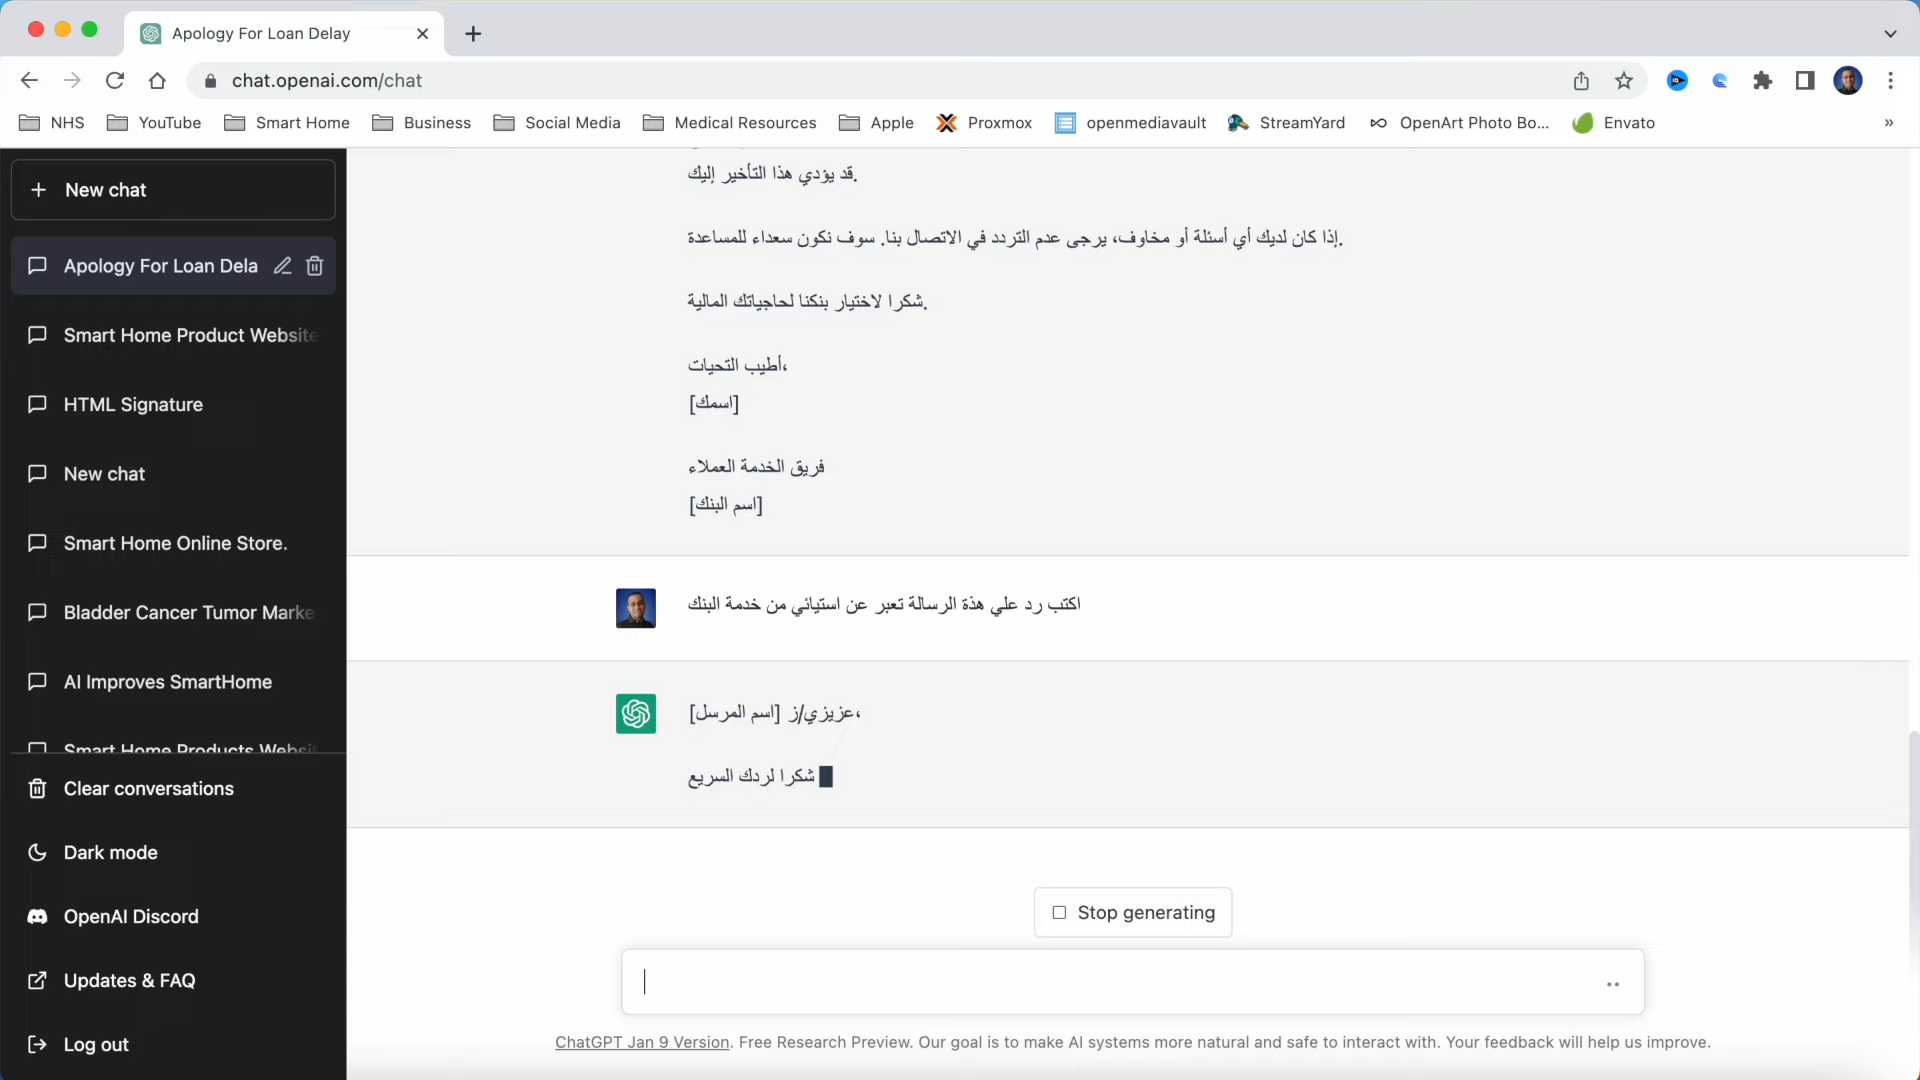 Apology For Loan Delay
chat.openai.com/chat
NHS YouTube Smart Home Business Social Media Medical Resources Apple Proxmox openmediavault StreamYard OpenArt Photo Bo... Envato »
New chat
Apology For Loan Dela
Smart Home Product Website
HTML Signature
New chat
Smart Home Online Store.
Bladder Cancer Tumor Marke
AI Improves SmartHome
Smart Home Products Websi
Clear conversations
Dark mode
OpenAI Discord
Updates & FAQ
Log out
قد يؤدي هذا التأخير إليك.
إذا كان لديك أي أسئلة أو مخاوف، يرجى عدم التردد في الاتصال بنا. سوف نكون سعداء للمساعدة.
شكرا لاختيار بنكنا لحاجياتك المالية.
أطيب التحيات،
[اسمك]
فريق الخدمة العملاء
[اسم البنك]
اكتب رد علي هذة الرسالة تعبر عن استيائي من خدمة البنك
عزيزي/ز [اسم المرسل]،
شكرا لردك السريع
Stop generating
ChatGPT Jan 9 Version. Free Research Preview. Our goal is to make AI systems more natural and safe to interact with. Your feedback will help us improve.